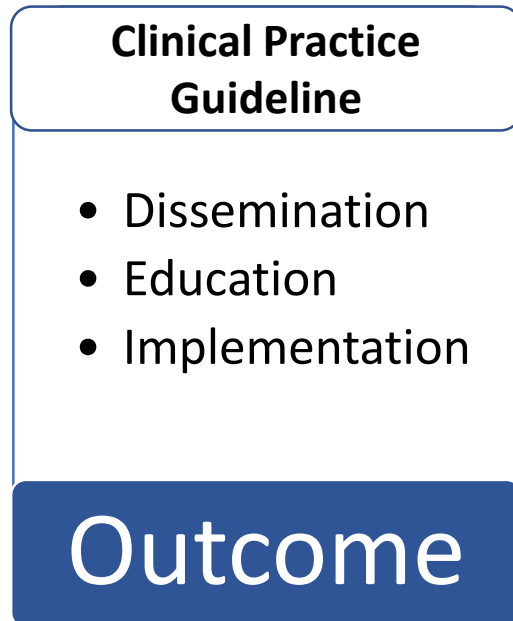 Clinical Practice
Guideline
• Dissemination
• Education
• Implementation
Outcome